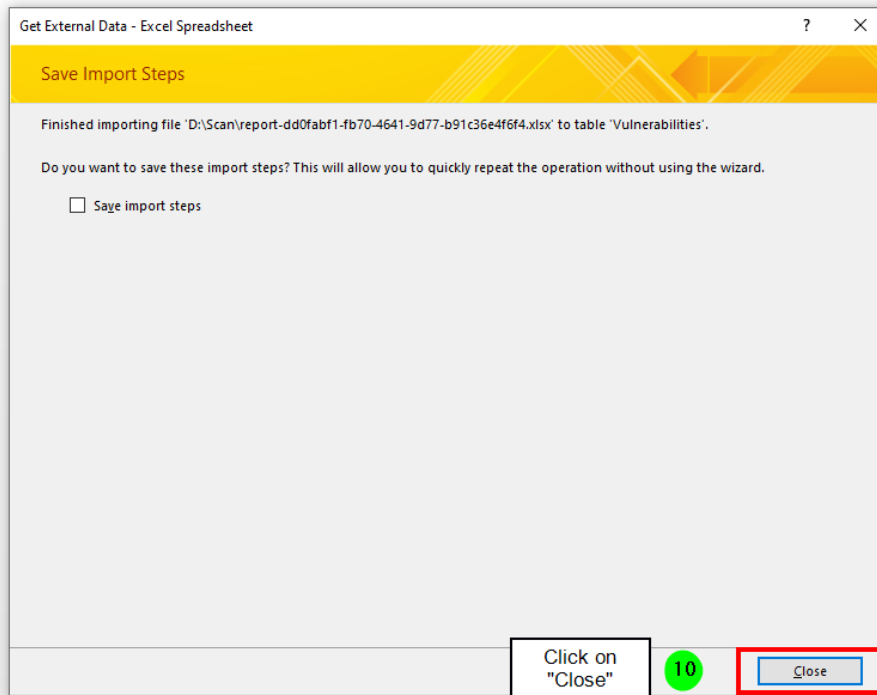 Get External Data - Excel Spreadsheet
Save Import Steps
Finished importing file 'D:\Scan\report-dd0fabf1-fb70-4641-9d77-b91c36e4f6f4.xlsx' to table 'Vulnerabilities'.
Do you want to save these import steps? This will allow you to quickly repeat the operation without using the wizard.
Save import steps
Click on
"Close"
10
Close